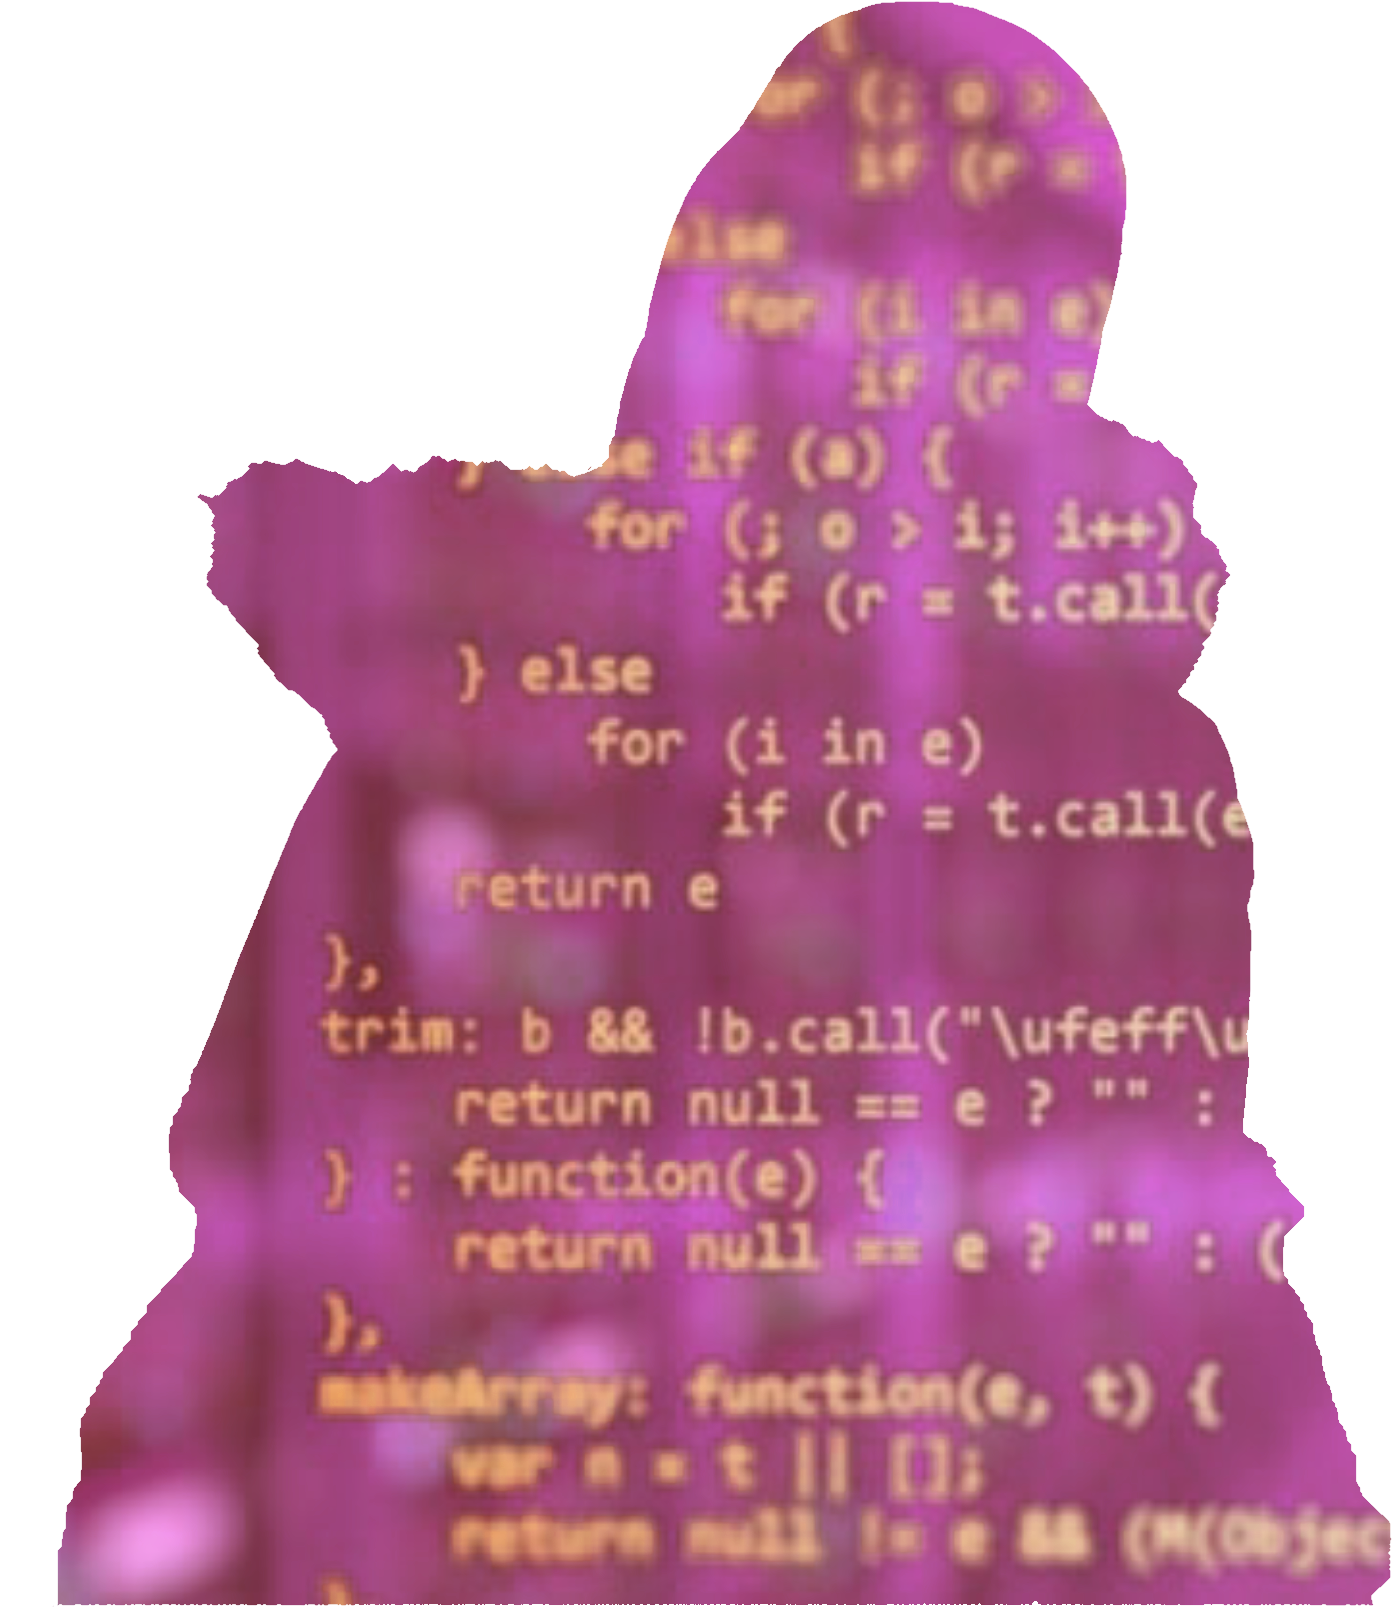 {
or (; o >
if (r =
else
for (i in e)
if (r =
} else if (a) {
for (; o > i; i++)
if (r = t.call(
} else
for (i in e)
if (r = t.call(e
return e
},
trim: b && !b.call("\ufeff\u
return null == e ? "" :
} : function(e) {
return null == e ? "" : (
},
makeArray: function(e, t) {
var n = t || [];
return null != e && (M(Objec
}